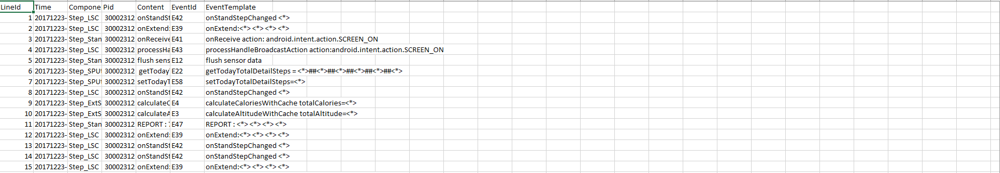 LineId Time Compone Pid Content EventId EventTemplate
1 20171223- Step_LSC 30002312 onStandSt E42 onStandStepChanged <*>
2 20171223- Step_LSC 30002312 onExtend: E39 onExtend:<*> <*> <*> <*>
3 20171223- Step_Stan 30002312 onReceive E41 onReceive action: android.intent.action.SCREEN_ON
4 20171223- Step_LSC 30002312 processHa E43 processHandleBroadcastAction action:android.intent.action.SCREEN_ON
5 20171223- Step_Stan 30002312 flush sens E12 flush sensor data
6 20171223- Step_SPUt 30002312 getToday E22 getTodayTotalDetailSteps = <*>##<*>##<*>##<*>##<*>##<*>
7 20171223- Step_SPUt 30002312 setTodayT E58 setTodayTotalDetailSteps=<*>
8 20171223- Step_LSC 30002312 onStandSt E42 onStandStepChanged <*>
9 20171223- Step_ExtS 30002312 calculateC E4 calculateCaloriesWithCache totalCalories=<*>
10 20171223- Step_ExtS 30002312 calculateA E3 calculateAltitudeWithCache totalAltitude=<*>
11 20171223- Step_Stan 30002312 REPORT : 7 E47 REPORT : <*> <*> <*> <*>
12 20171223- Step_LSC 30002312 onExtend: E39 onExtend:<*> <*> <*> <*>
13 20171223- Step_LSC 30002312 onStandSt E42 onStandStepChanged <*>
14 20171223- Step_LSC 30002312 onStandSt E42 onStandStepChanged <*>
15 20171223- Step_LSC 30002312 onExtend: E39 onExtend:<*> <*> <*> <*>